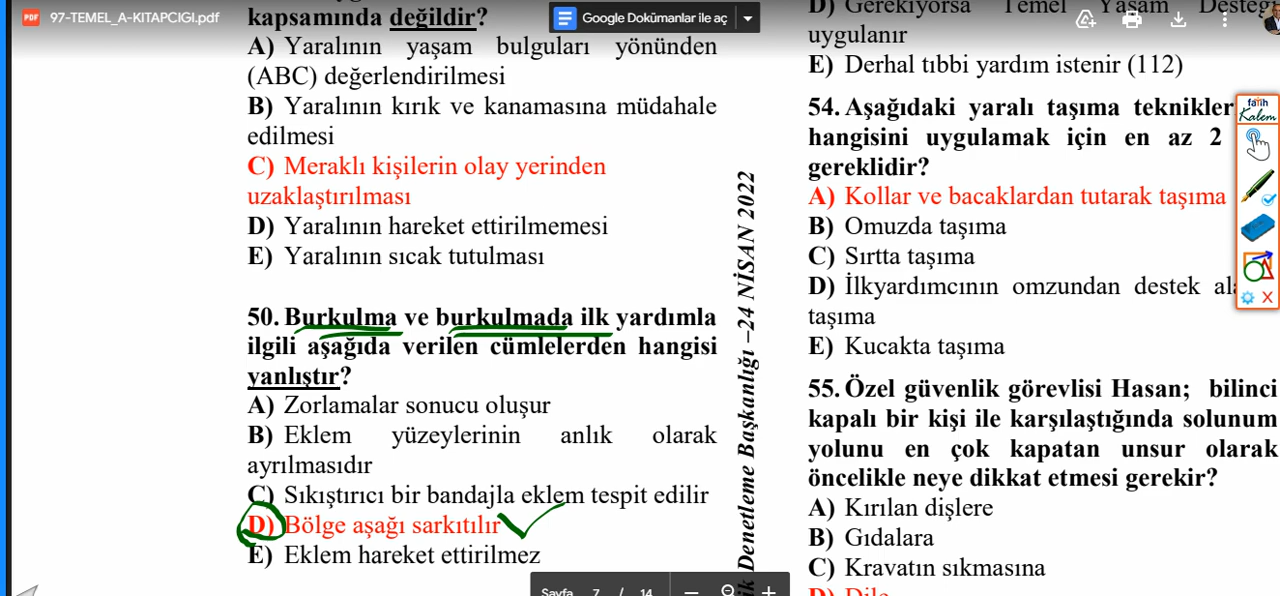 97-TEMEL_A-KITAPCIGI.pdf
Google Dokümanlar ile aç
kapsamında değildir?
A) Yaralının yaşam bulguları yönünden
(ABC) değerlendirilmesi
B) Yaralının kırık ve kanamasına müdahale
edilmesi
C) Meraklı kişilerin olay yerinden
uzaklaştırılması
D) Yaralının hareket ettirilmemesi
E) Yaralının sıcak tutulması
50. Burkulma ve burkulmada ilk yardımla
ilgili aşağıda verilen cümlelerden hangisi
yanlıştır?
A) Zorlamalar sonucu oluşur
B) Eklem yüzeylerinin anlık olarak
ayrılmasıdır
C) Sıkıştırıcı bir bandajla eklem tespit edilir
D) Bölge aşağı sarkıtılır
E) Eklem hareket ettirilmez
Denetleme Başkanlığı –24 NİSAN 2022
D) Gerekiyorsa Temel Yaşam Desteği
uygulanır
E) Derhal tıbbi yardım istenir (112)
54. Aşağıdaki yaralı taşıma teknikler
hangisini uygulamak için en az 2
gereklidir?
A) Kollar ve bacaklardan tutarak taşıma
B) Omuzda taşıma
C) Sırtta taşıma
D) İlkyardımcının omzundan destek al
taşıma
E) Kucakta taşıma
55. Özel güvenlik görevlisi Hasan; bilinci
kapalı bir kişi ile karşılaştığında solunum
yolunu en çok kapatan unsur olarak
öncelikle neye dikkat etmesi gerekir?
A) Kırılan dişlere
B) Gıdalara
C) Kravatın sıkmasına
D) Dile
fatih
Kalem
Sayfa 7 / 14